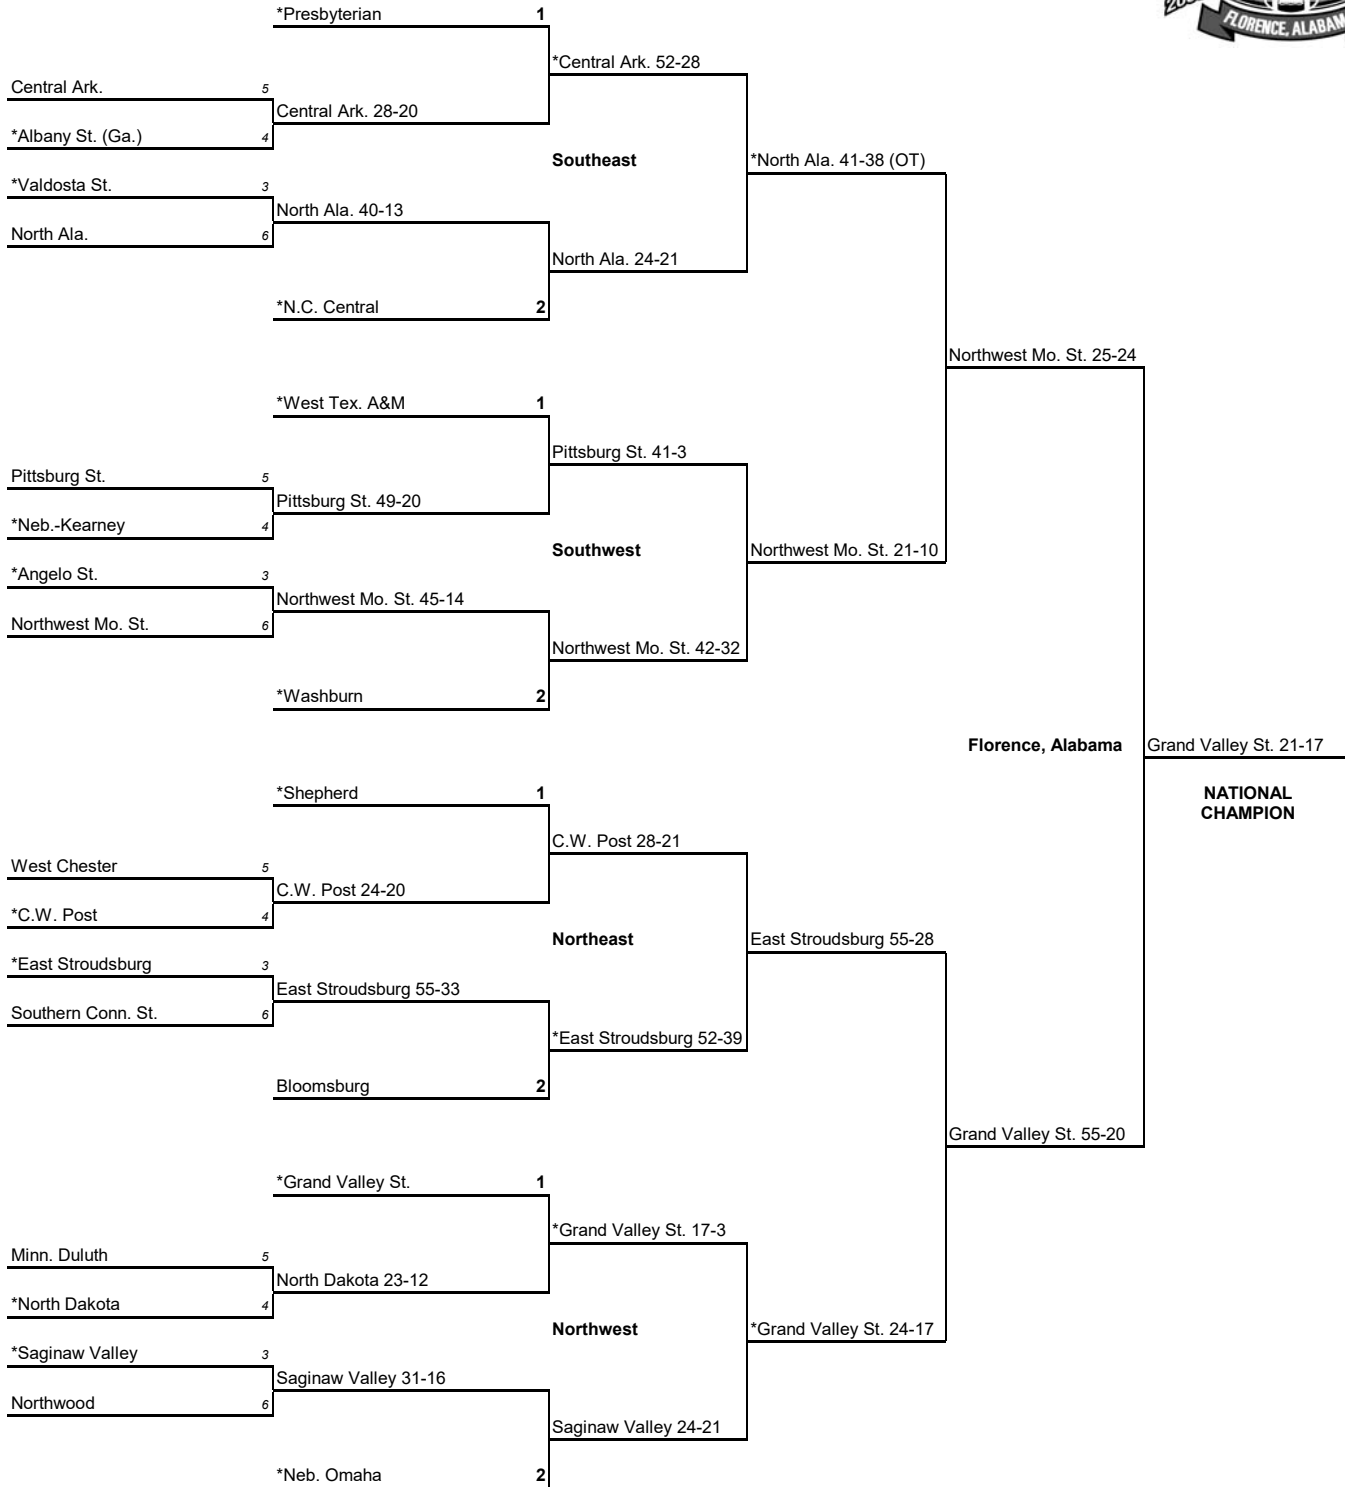 *Presbyterian 1
FLORENCE, ALABAM
*Central Ark. 52-28
Central Ark. 5
Central Ark. 28-20
*Albany St. (Ga.) 4
Southeast
*North Ala. 41-38 (OT)
*Valdosta St. 3
North Ala. 40-13
North Ala. 6
North Ala. 24-21
*N.C. Central 2
Northwest Mo. St. 25-24
*West Tex. A&M 1
Pittsburg St. 41-3
Pittsburg St. 5
Pittsburg St. 49-20
*Neb.-Kearney 4
Southwest
Northwest Mo. St. 21-10
*Angelo St. 3
Northwest Mo. St. 45-14
Northwest Mo. St. 6
Northwest Mo. St. 42-32
*Washburn 2
Florence, Alabama
Grand Valley St. 21-17
NATIONAL
CHAMPION
*Shepherd 1
C.W. Post 28-21
West Chester 5
C.W. Post 24-20
*C.W. Post 4
Northeast
East Stroudsburg 55-28
*East Stroudsburg 3
East Stroudsburg 55-33
Southern Conn. St. 6
*East Stroudsburg 52-39
Bloomsburg 2
Grand Valley St. 55-20
*Grand Valley St. 1
*Grand Valley St. 17-3
Minn. Duluth 5
North Dakota 23-12
*North Dakota 4
Northwest
*Grand Valley St. 24-17
*Saginaw Valley 3
Saginaw Valley 31-16
Northwood 6
Saginaw Valley 24-21
*Neb. Omaha 2